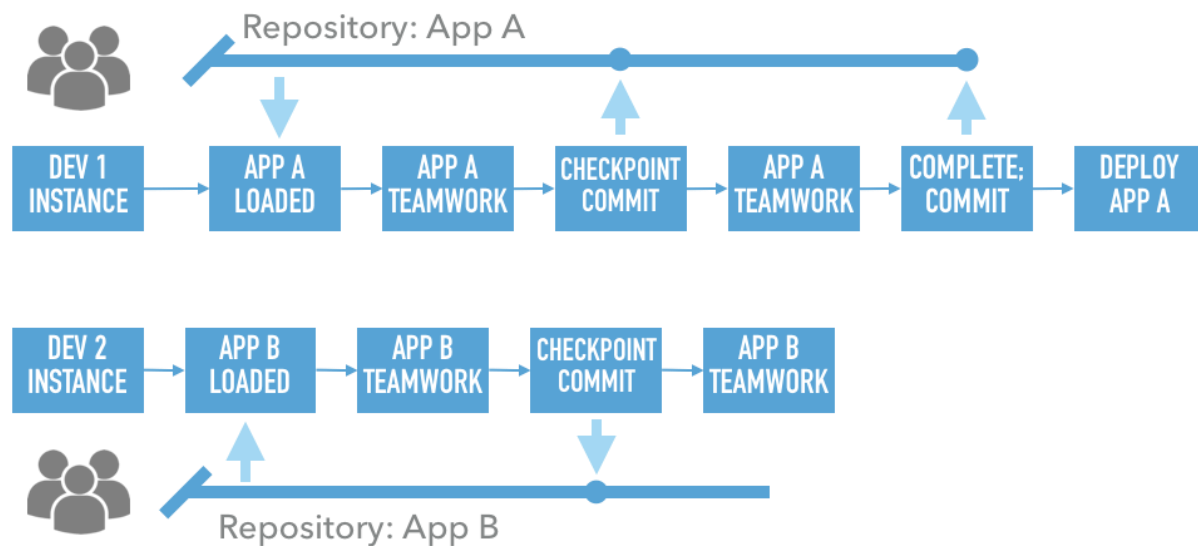 Repository: App A
DEV 1
INSTANCE
APP A
LOADED
APP A
TEAMWORK
CHECKPOINT
COMMIT
APP A
TEAMWORK
COMPLETE;
COMMIT
DEPLOY
APP A
DEV 2
INSTANCE
APP B
LOADED
APP B
TEAMWORK
CHECKPOINT
COMMIT
APP B
TEAMWORK
Repository: App B